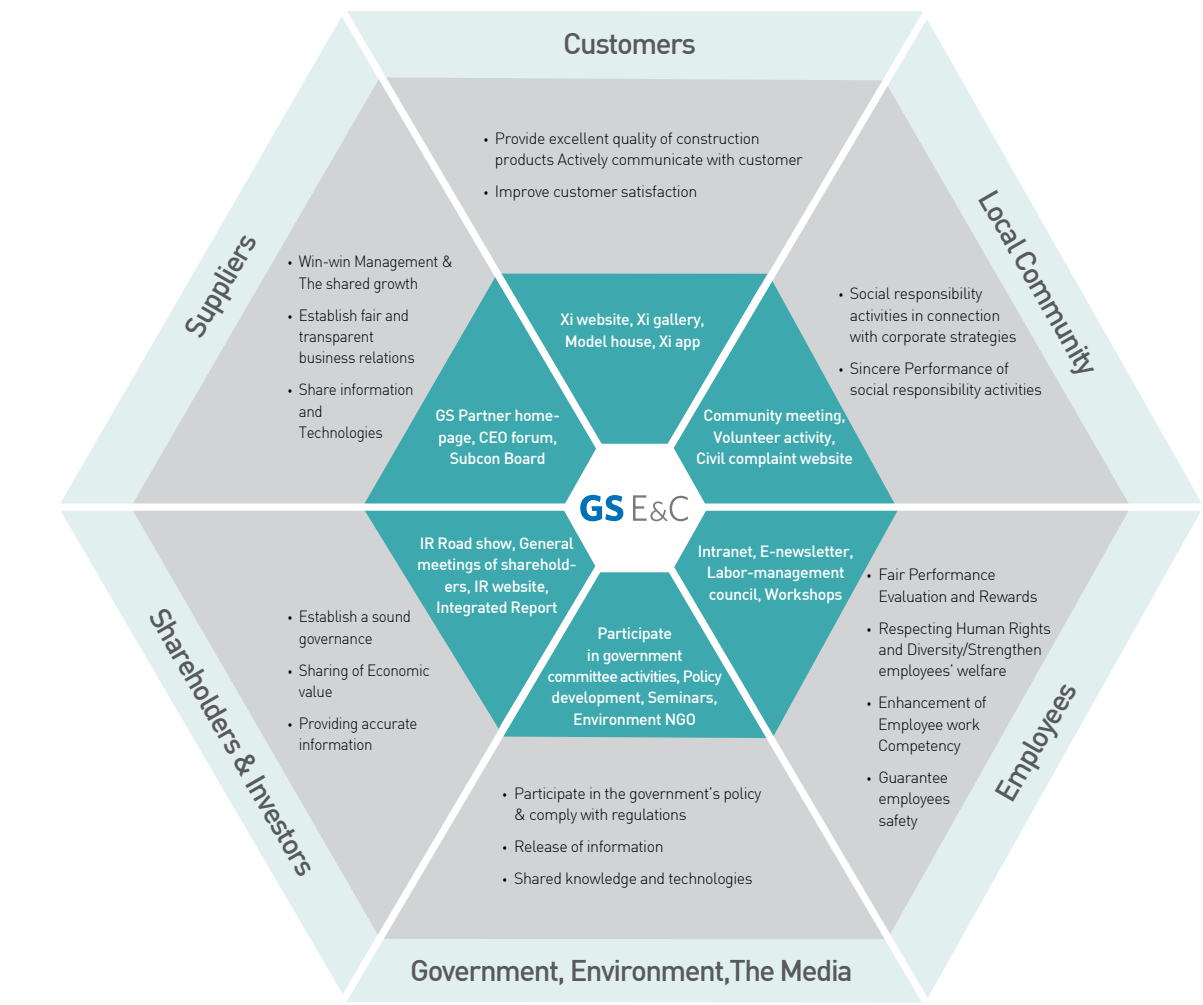 Customers
• Provide excellent quality of construction
products Actively communicate with customer
• Improve customer satisfaction
Xi website, Xi gallery,
Model house, Xi app
Suppliers
• Win-win Management &
The shared growth
• Establish fair and
transparent
business relations
• Share information
and
Technologies
GS Partner home-
page, CEO forum,
Subcon Board
Local Community
• Social responsibility
activities in connection
with corporate strategies
• Sincere Performance of
social responsibility activities
Community meeting,
Volunteer activity,
Civil complaint website
GS E&C
Shareholders & Investors
• Establish a sound
governance
• Sharing of Economic
value
• Providing accurate
information
IR Road show, General
meetings of sharehold-
ers, IR website,
Integrated Report
Intranet, E-newsletter,
Labor-management
council, Workshops
• Fair Performance
Evaluation and Rewards
• Respecting Human Rights
and Diversity/Strengthen
employees’ welfare
• Enhancement of
Employee work
Competency
• Guarantee
employees
safety
Employees
Participate
in government
committee activities, Policy
development, Seminars,
Environment NGO
• Participate in the government’s policy
& comply with regulations
• Release of information
• Shared knowledge and technologies
Government, Environment,The Media